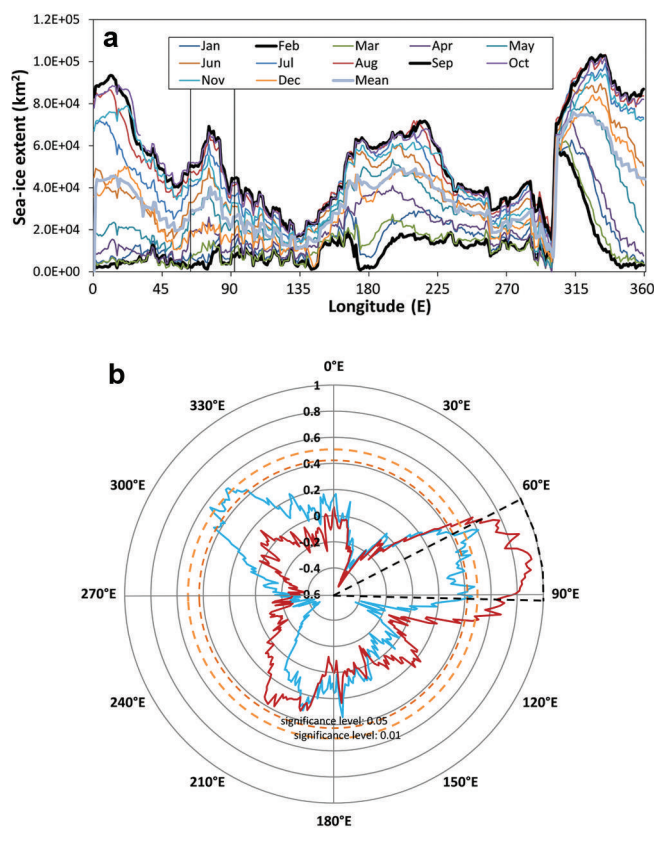 a
1.2E+05
1.0E+05
8.0E+04
6.0E+04
4.0E+04
2.0E+04
0.0E+00
Sea-ice extent (km²)
Jan Feb Mar Apr May
Jun Jul Aug Sep Oct
Nov Dec Mean
0 45 90 135 180 225 270 315 360
Longitude (E)
b
0°E
30°E
60°E
90°E
120°E
150°E
180°E
210°E
240°E
270°E
300°E
330°E
1
0.8
0.6
0.4
0.2
0
-0.2
-0.4
-0.6
significance level: 0.05
significance level: 0.01